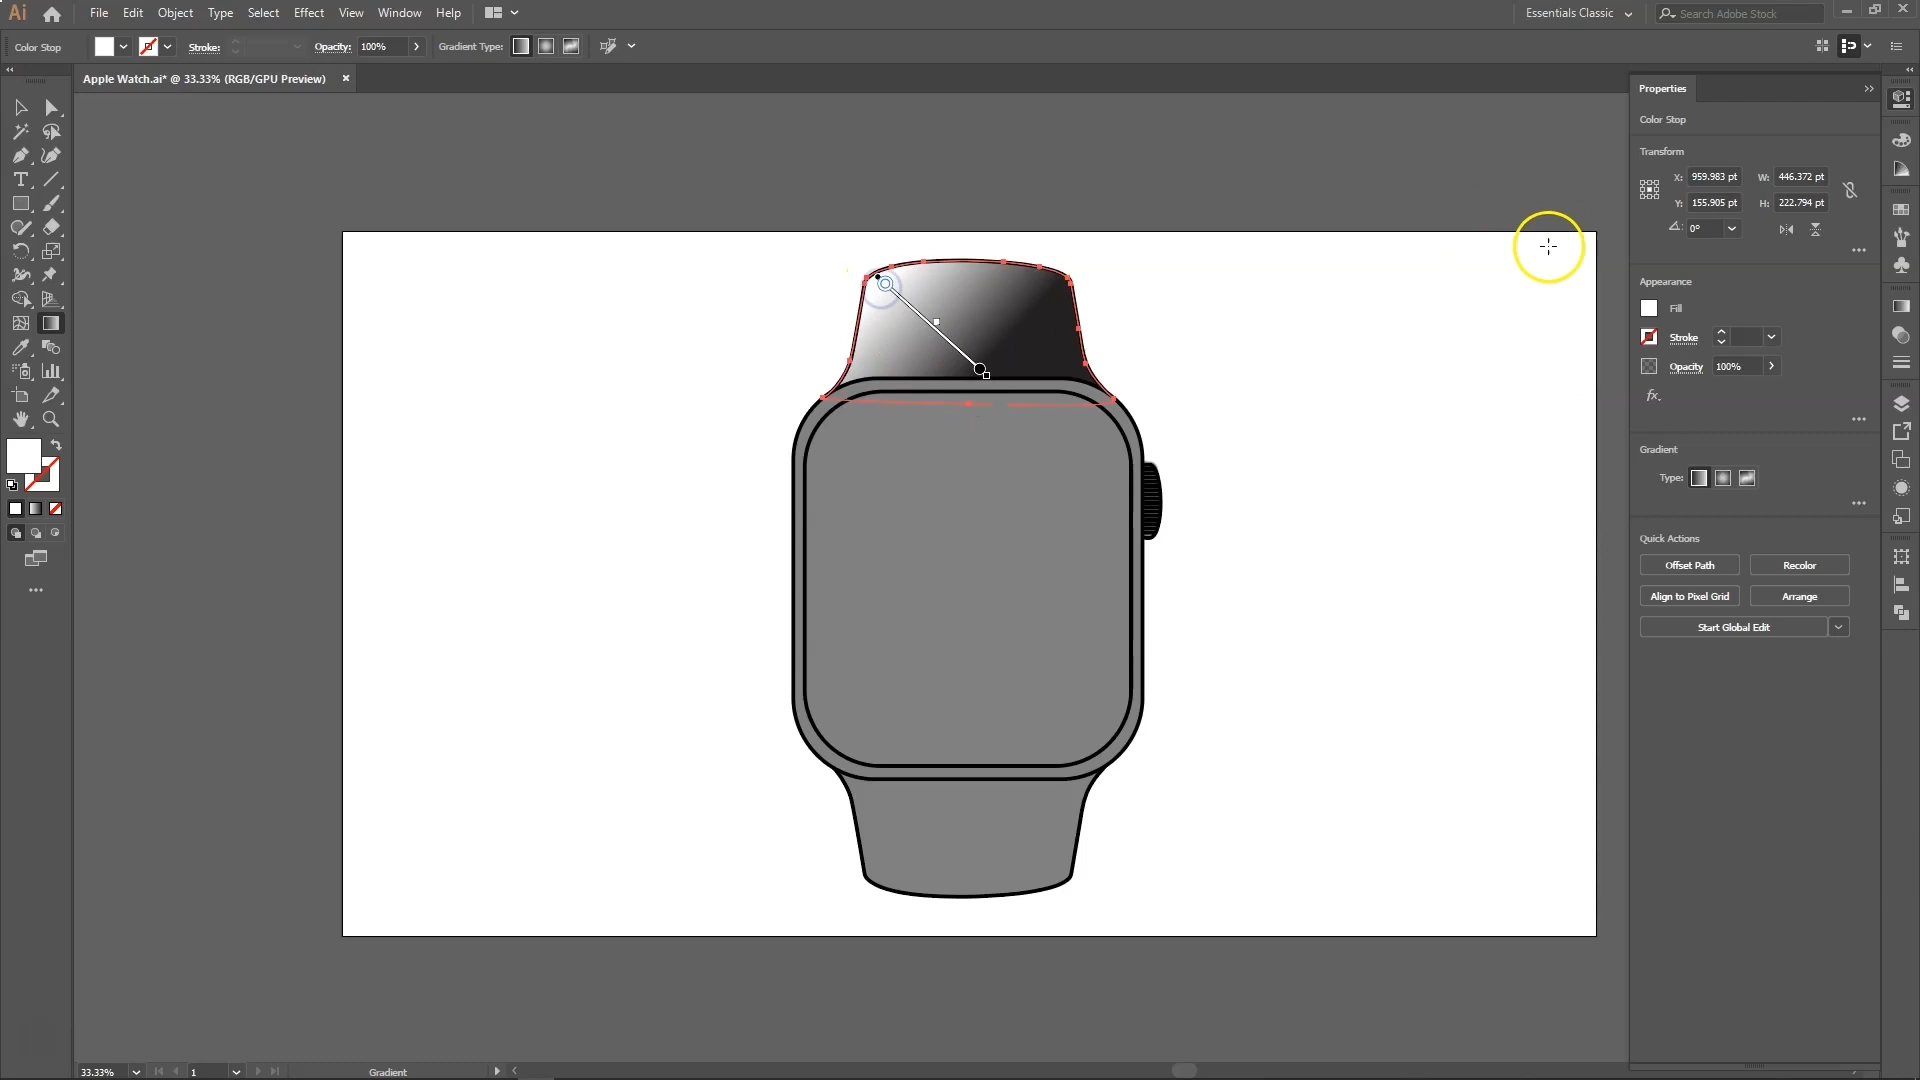 Ai File Edit Object Type Select Effect View Window Help Essentials Classic Search Adobe Stock
Color Stop Stroke: Opacity: 100% Gradient Type:
Apple Watch.ai* @ 33.33% (RGB/GPU Preview) ×
Properties
Color Stop
Transform
X: 959.983 pt W: 446.372 pt
Y: 155.905 pt H: 222.794 pt
0°
Appearance
Fill
Stroke
Opacity 100%
fx.
Gradient
Type:
Quick Actions
Offset Path Recolor
Align to Pixel Grid Arrange
Start Global Edit
33.33% 1 Gradient